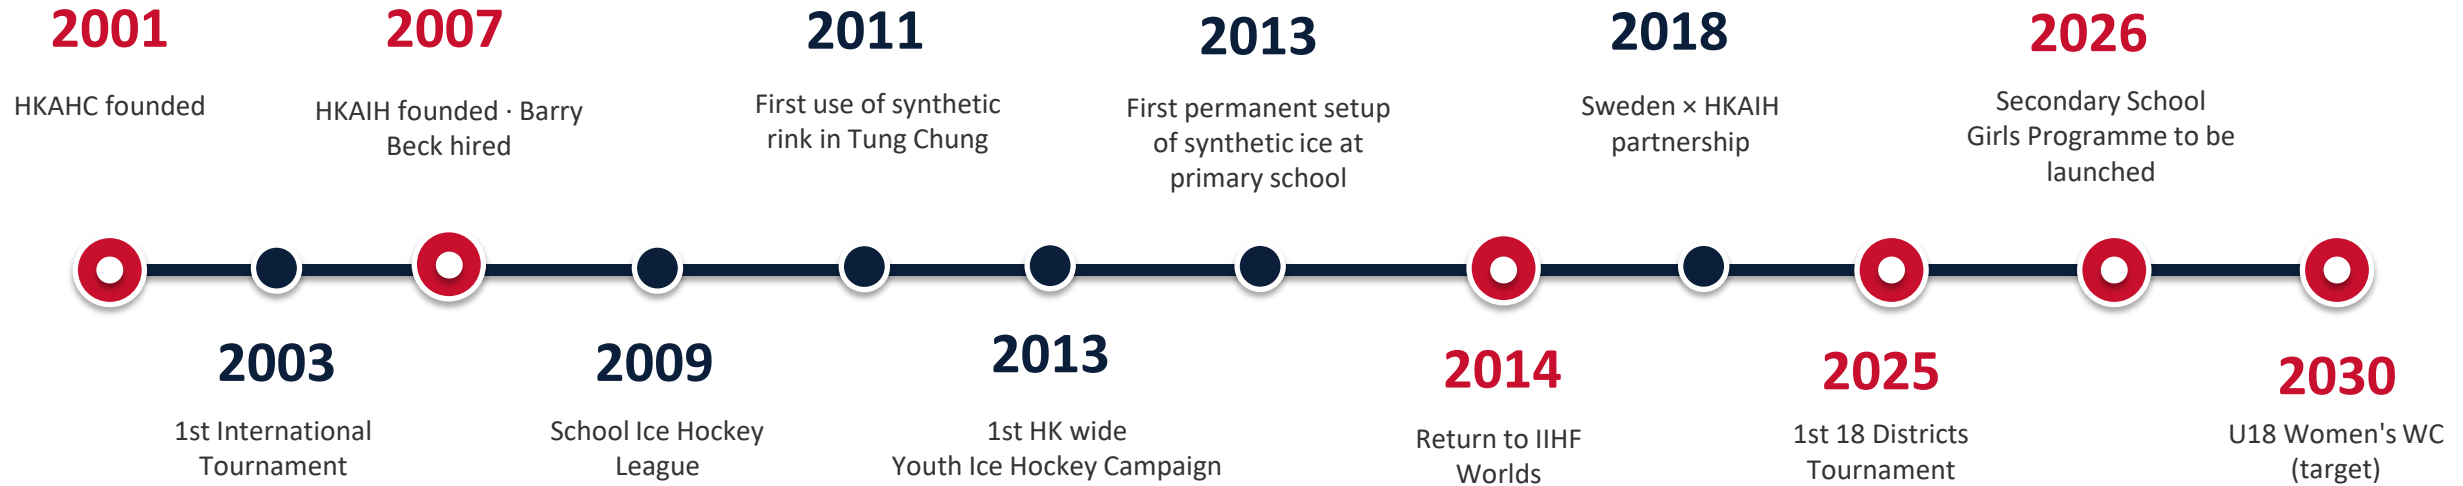 2001
HKAHC founded
2003
1st International
Tournament
2007
HKAIH founded · Barry
Beck hired
2009
School Ice Hockey
League
2011
First use of synthetic
rink in Tung Chung
2013
1st HK wide
Youth Ice Hockey Campaign
2013
First permanent setup
of synthetic ice at
primary school
2014
Return to IIHF
Worlds
2018
Sweden × HKAIH
partnership
2025
1st 18 Districts
Tournament
2026
Secondary School
Girls Programme to be
launched
2030
U18 Women's WC
(target)